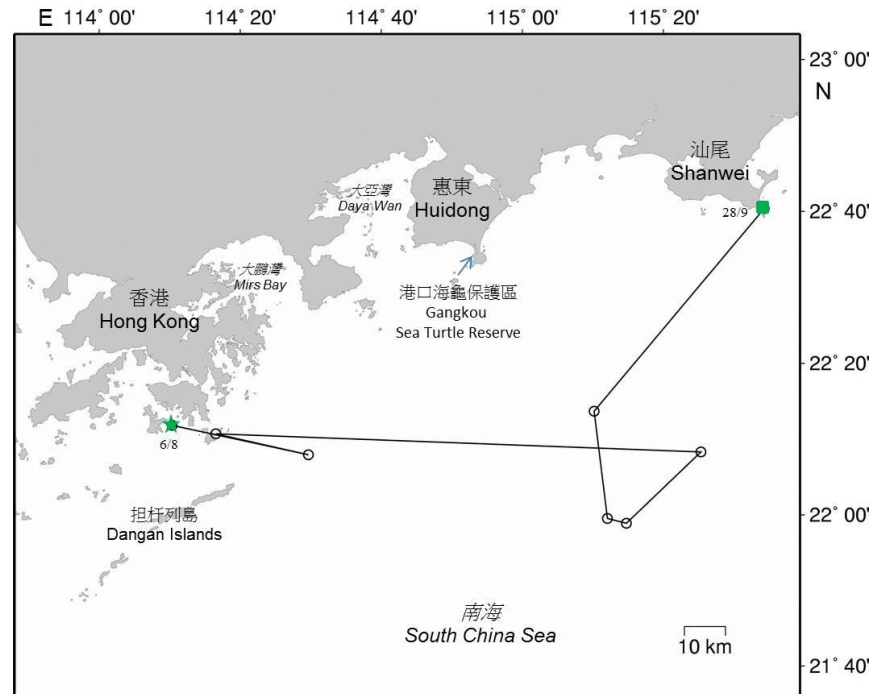 E 114° 00' 114° 20' 114° 40' 115° 00' 115° 20'
23° 00'
N
汕尾
Shanwei
大亞灣
Daya Wan
惠東
Huidong
28/9
22° 40'
大鵬灣
Mirs Bay
香港
Hong Kong
港口海龜保護區
Gangkou
Sea Turtle Reserve
22° 20'
6/8
担杆列島
Dangan Islands
22° 00'
南海
South China Sea
10 km
21° 40'